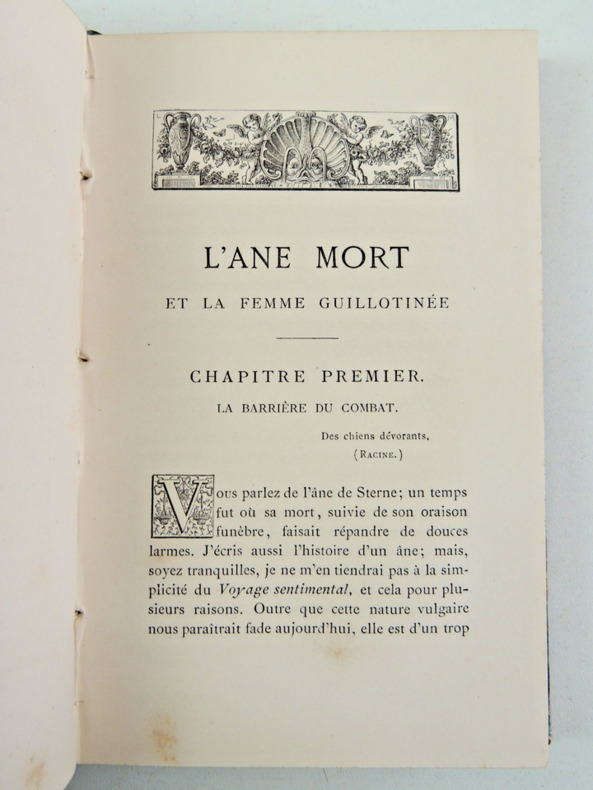 L'ANE MORT
ET LA FEMME GUILLOTINÉE
CHAPITRE PREMIER.
LA BARRIÈRE DU COMBAT.
Des chiens dévorants,
(RACINE.)
Vous parlez de l'âne de Sterne; un temps
fut où sa mort, suivie de son oraison
funèbre, faisait répandre de douces
larmes. J'écris aussi l'histoire d'un âne; mais,
soyez tranquilles, je ne m'en tiendrai pas à la sim-
plicité du Voyage sentimental, et cela pour plu-
sieurs raisons. Outre que cette nature vulgaire
nous paraîtrait fade aujourd'hui, elle est d'un trop